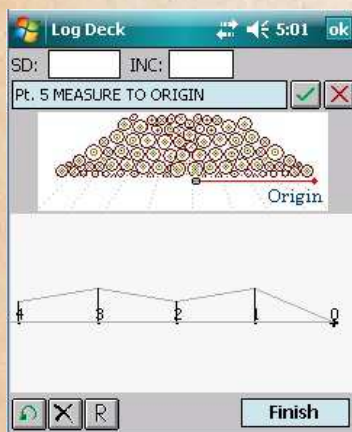 Log Deck 5:01 ok
SD: INC:
Pt. 5 MEASURE TO ORIGIN
Origin
4 3 2 1 0
R Finish